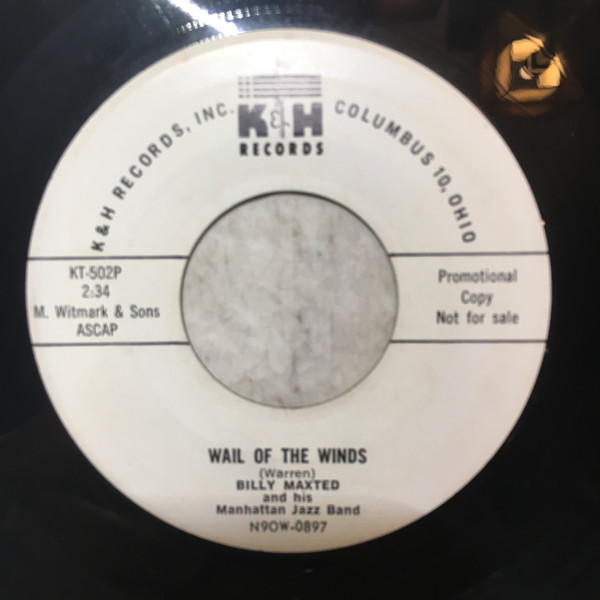 K&H RECORDS, INC. COLUMBUS 10, OHIO
K&H
RECORDS
KT-502P
2:34
M. Witmark & Sons
ASCAP
Promotional
Copy
Not for sale
WAIL OF THE WINDS
(Warren)
BILLY MAXTED
and his
Manhattan Jazz Band
N9OW-0897